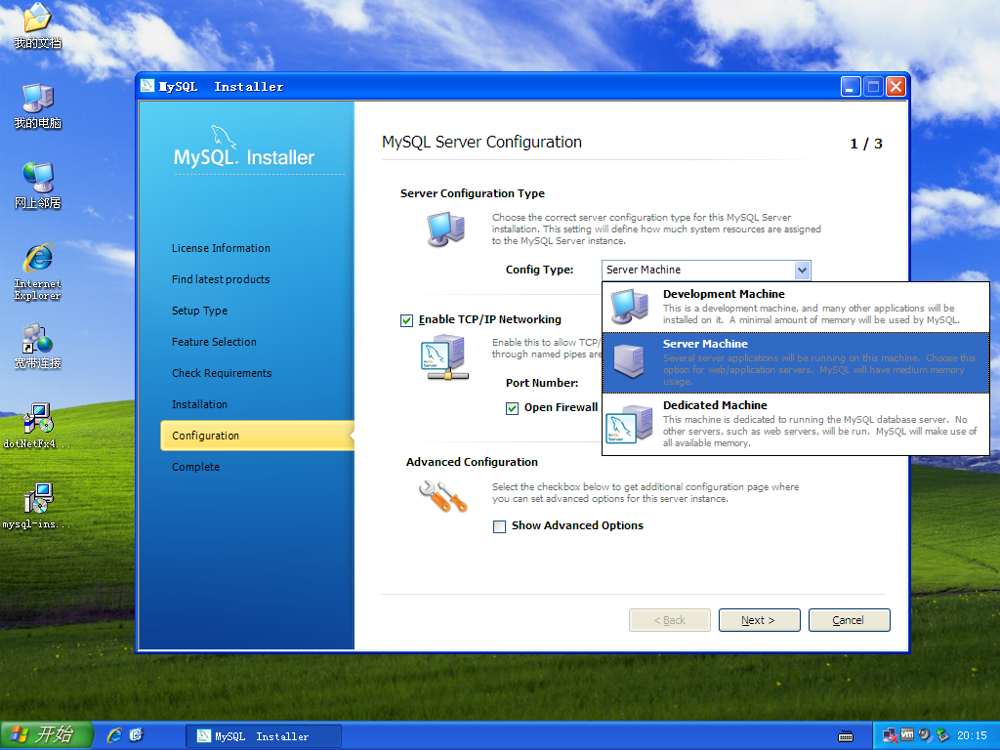 我的文档
我的电脑
网上邻居
Internet
Explorer
宽带连接
dotNetFx4...
mysql-ins...
MySQL Installer
MySQL. Installer
License Information
Find latest products
Setup Type
Feature Selection
Check Requirements
Installation
Configuration
Complete
MySQL Server Configuration
1 / 3
Server Configuration Type
Choose the correct server configuration type for this MySQL Server
installation. This setting will define how much system resources are assigned
to the MySQL Server instance.
Config Type:
Server Machine
Development Machine
This is a development machine, and many other applications will be
installed on it. A minimal amount of memory will be used by MySQL.
Server Machine
Several server applications will be running on this machine. Choose this
option for web/application servers. MySQL will have medium memory
usage.
Dedicated Machine
This machine is dedicated to running the MySQL database server. No
other servers, such as web servers, will be run. MySQL will make use of
all available memory.
Enable TCP/IP Networking
Enable this to allow TCP/
through named pipes are
Port Number:
Open Firewall
Advanced Configuration
Select the checkbox below to get additional configuration page where
you can set advanced options for this server instance.
Show Advanced Options
< Back
Next >
Cancel
开始
MySQL Installer
vm
20:15